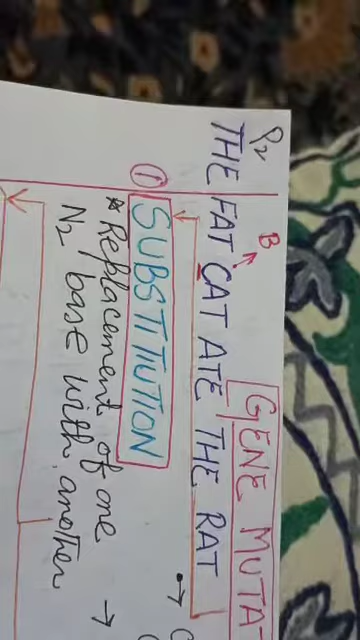 GENE MUTA
B
THE FAT CAT ATE THE RAT
①
SUBSTITUTION
* Replacement of one
N₂ base with another